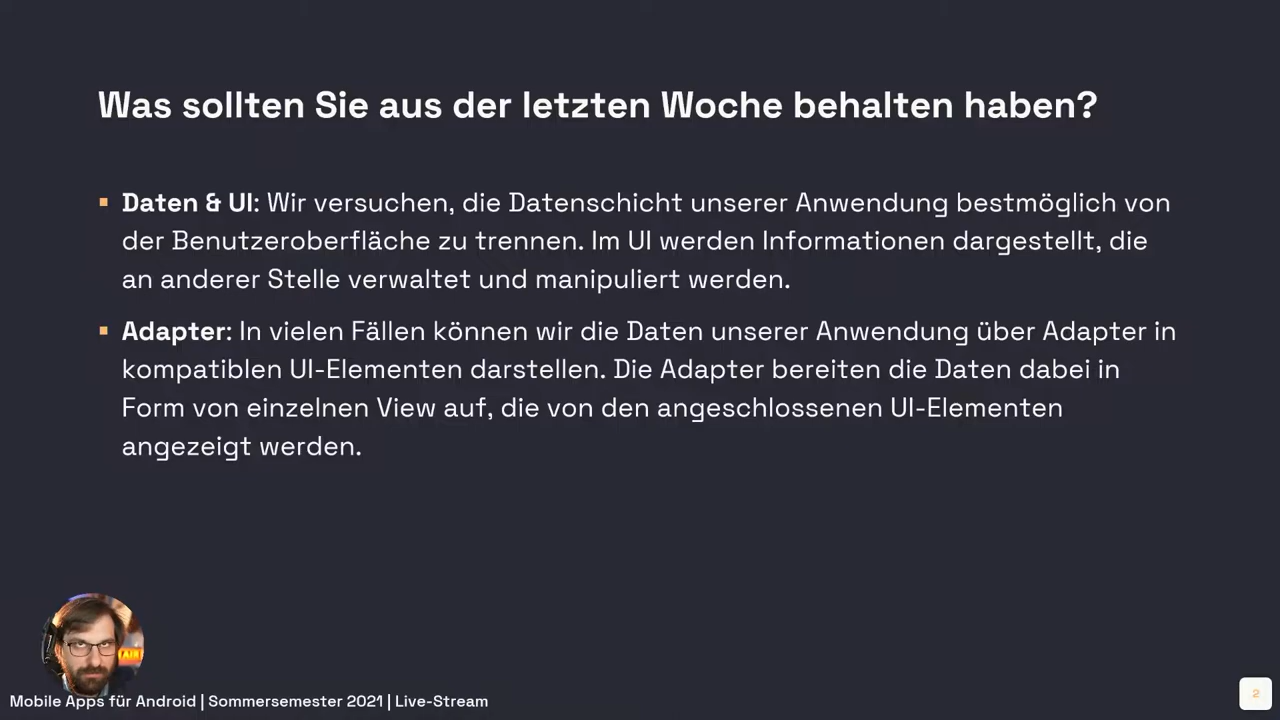 Was sollten Sie aus der letzten Woche behalten haben?
▪ Daten & UI: Wir versuchen, die Datenschicht unserer Anwendung bestmöglich von
der Benutzeroberfläche zu trennen. Im UI werden Informationen dargestellt, die
an anderer Stelle verwaltet und manipuliert werden.
▪ Adapter: In vielen Fällen können wir die Daten unserer Anwendung über Adapter in
kompatiblen UI-Elementen darstellen. Die Adapter bereiten die Daten dabei in
Form von einzelnen View auf, die von den angeschlossenen UI-Elementen
angezeigt werden.
Mobile Apps für Android | Sommersemester 2021 | Live-Stream
2